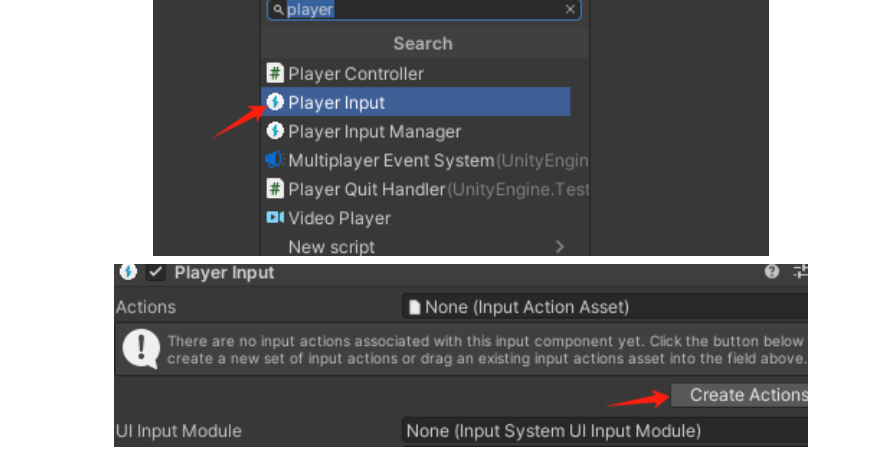 player
Search
Player Controller
Player Input
Player Input Manager
Multiplayer Event System(UnityEngin
Player Quit Handler(UnityEngine.Test
Video Player
New script
Player Input
Actions
None (Input Action Asset)
There are no input actions associated with this input component yet. Click the button below
create a new set of input actions or drag an existing input actions asset into the field above.
Create Actions
UI Input Module
None (Input System UI Input Module)